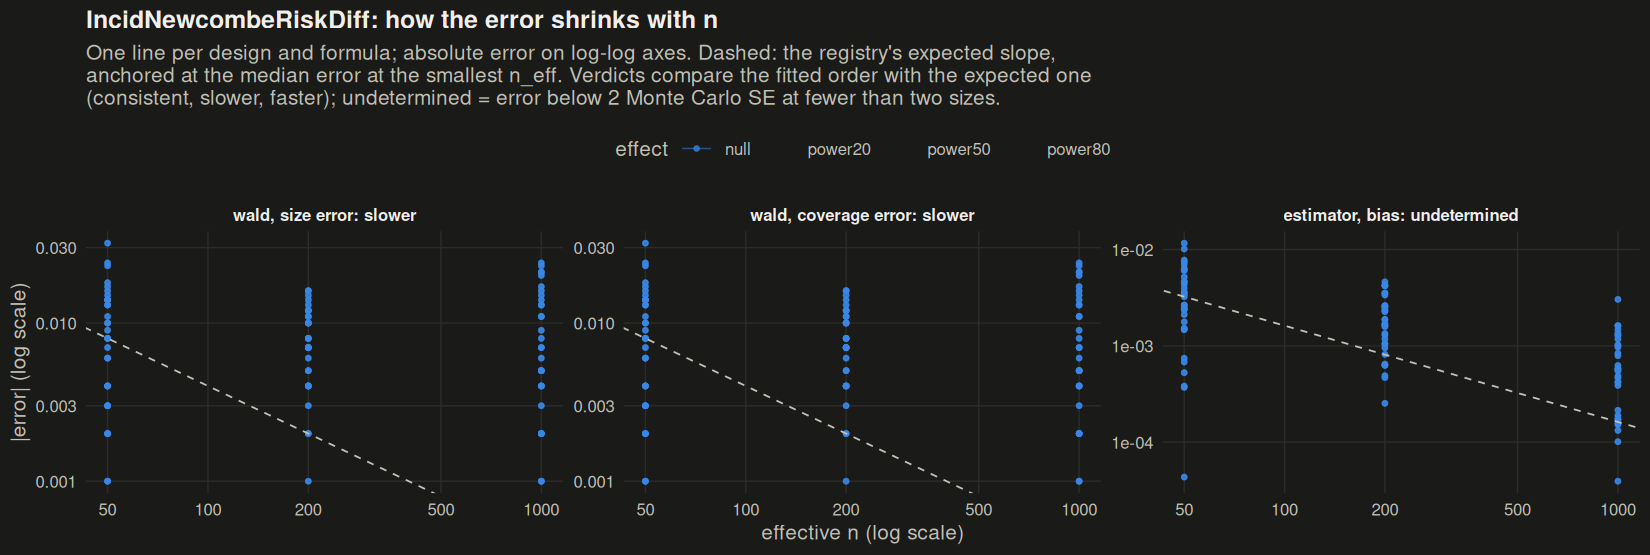 IncidNewcombeRiskDiff: how the error shrinks with n
One line per design and formula; absolute error on log-log axes. Dashed: the registry's expected slope,
anchored at the median error at the smallest n_eff. Verdicts compare the fitted order with the expected one
(consistent, slower, faster); undetermined = error below 2 Monte Carlo SE at fewer than two sizes.
effect null power20 power50 power80
wald, size error: slower
wald, coverage error: slower
estimator, bias: undetermined
|error| (log scale)
0.030
0.010
0.003
0.001
0.030
0.010
0.003
0.001
1e-02
1e-03
1e-04
50 100 200 500 1000
50 100 200 500 1000
50 100 200 500 1000
effective n (log scale)